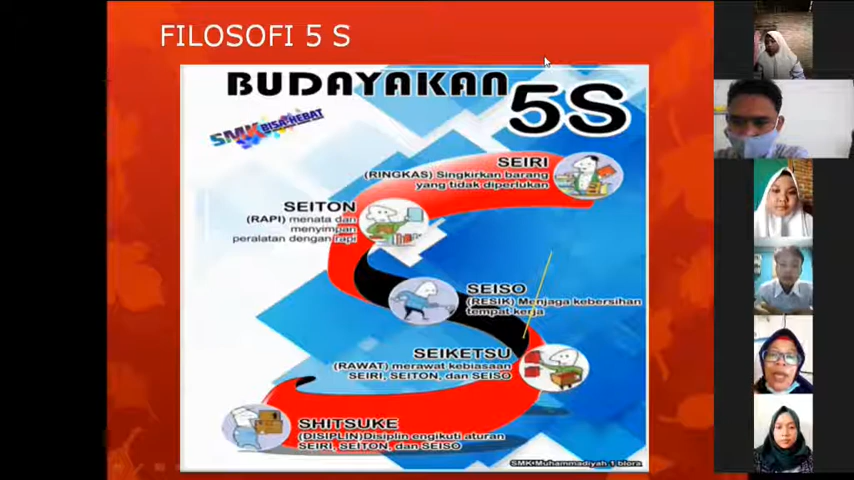 FILOSOFI 5 S
BUDAYAKAN
5S
SMK BISA-HEBAT
SEIRI
(RINGKAS) Singkirkan barang
yang tidak diperlukan
SEITON
(RAPI) menata dan
menyimpan
peralatan dengan rapi
SEISO
(RESIK) Menjaga kebersihan
tempat kerja
SEIKETSU
(RAWAT) merawat kebiasaan
SEIRI, SEITON, dan SEISO
SHITSUKE
(DISIPLIN)Disiplin engikuti aturan
SEIRI, SEITON, dan SEISO
SMK Muhammadiyah 1 blora